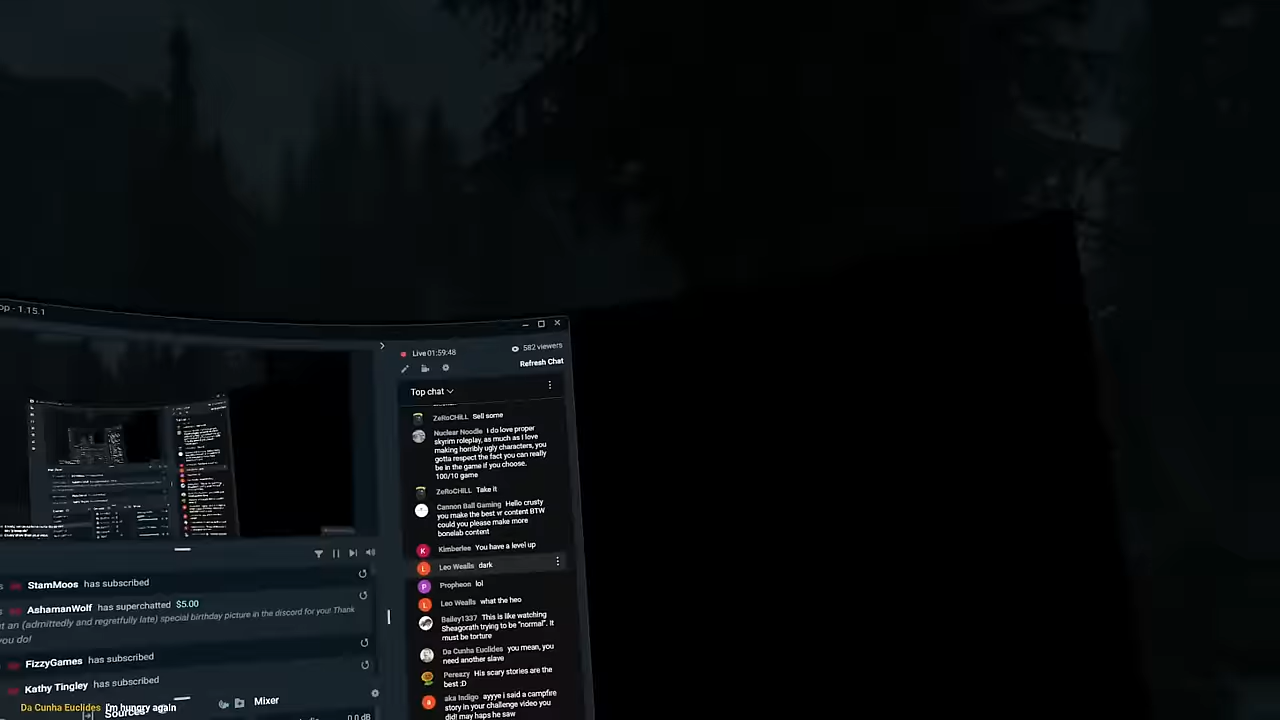 op - 1.15.1
Live 01:59:48
582 viewers
Refresh Chat
Top chat
ZeRoCHiLL Sell some
Nuclear Noodle I do love proper
skyrim roleplay, as much as I love
making horribly ugly characters, you
gotta respect the fact you can really
be in the game if you choose.
100/10 game
ZeRoCHiLL Take it
Cannon Ball Gaming Hello crusty
you make the best vr content BTW
could you please make more
bonelab content
K Kimberlee You have a level up
L Leo Wealls dark
P Propheon lol
L Leo Wealls what the heo
Bailey1337 This is like watching
Sheagorath trying to be "normal". It
must be torture
Da Cunha Euclides you mean, you
need another slave
Pereazy His scary stories are the
best :D
a aka Indigo ayyye i said a campfire
story in your challenge video you
did! may haps he saw
StamMoos has subscribed
AshamanWolf has superchatted $5.00
ut an (admittedly and regretfully late) special birthday picture in the discord for you! Thank
you do!
FizzyGames has subscribed
Kathy Tingley has subscribed
Da Cunha Euclides I'm hungry again
Sources
Mixer
0.0 dB